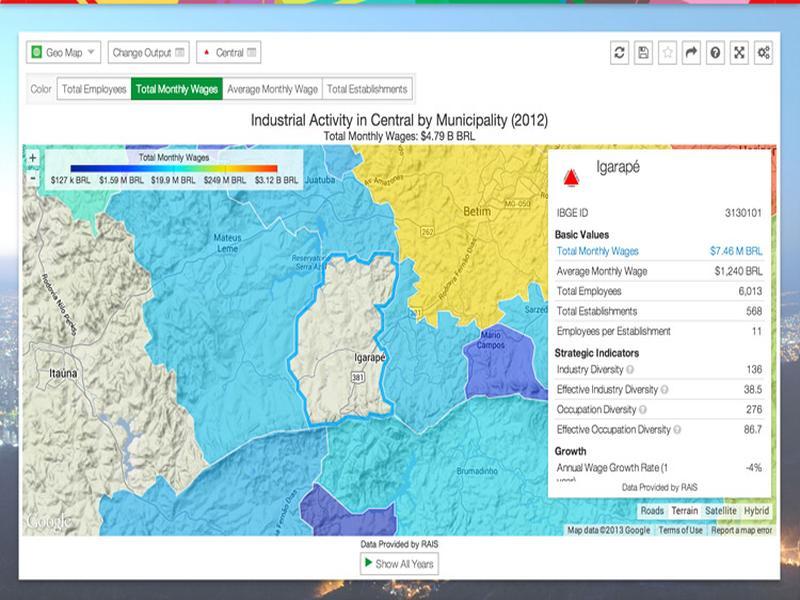 Geo Map
Change Output
Central
Color
Total Employees
Total Monthly Wages
Average Monthly Wage
Total Establishments
Industrial Activity in Central by Municipality (2012)
Total Monthly Wages: $4.79 B BRL
+
-
Total Monthly Wages
$127 k BRL $1.59 M BRL $19.9 M BRL $249 M BRL $3.12 B BRL
Juatuba
Av Amazonas
Betim
MG-050
262
Mateus
Leme
Rodovia Fernão Dias
Rodovia Nilo Penido
321
Mário
Campos
Igarapé
381
Itaúna
Brumadinho
Google
Igarapé
IBGE ID 3130101
Basic Values
Total Monthly Wages $7.46 M BRL
Average Monthly Wage $1,240 BRL
Total Employees 6,013
Total Establishments 568
Employees per Establishment 11
Strategic Indicators
Industry Diversity 136
Effective Industry Diversity 38.5
Occupation Diversity 276
Effective Occupation Diversity 86.7
Growth
Annual Wage Growth Rate (1 -4%
Data Provided by RAIS
Roads Terrain Satellite Hybrid
Map data ©2013 Google Terms of Use Report a map error
Data Provided by RAIS
Show All Years